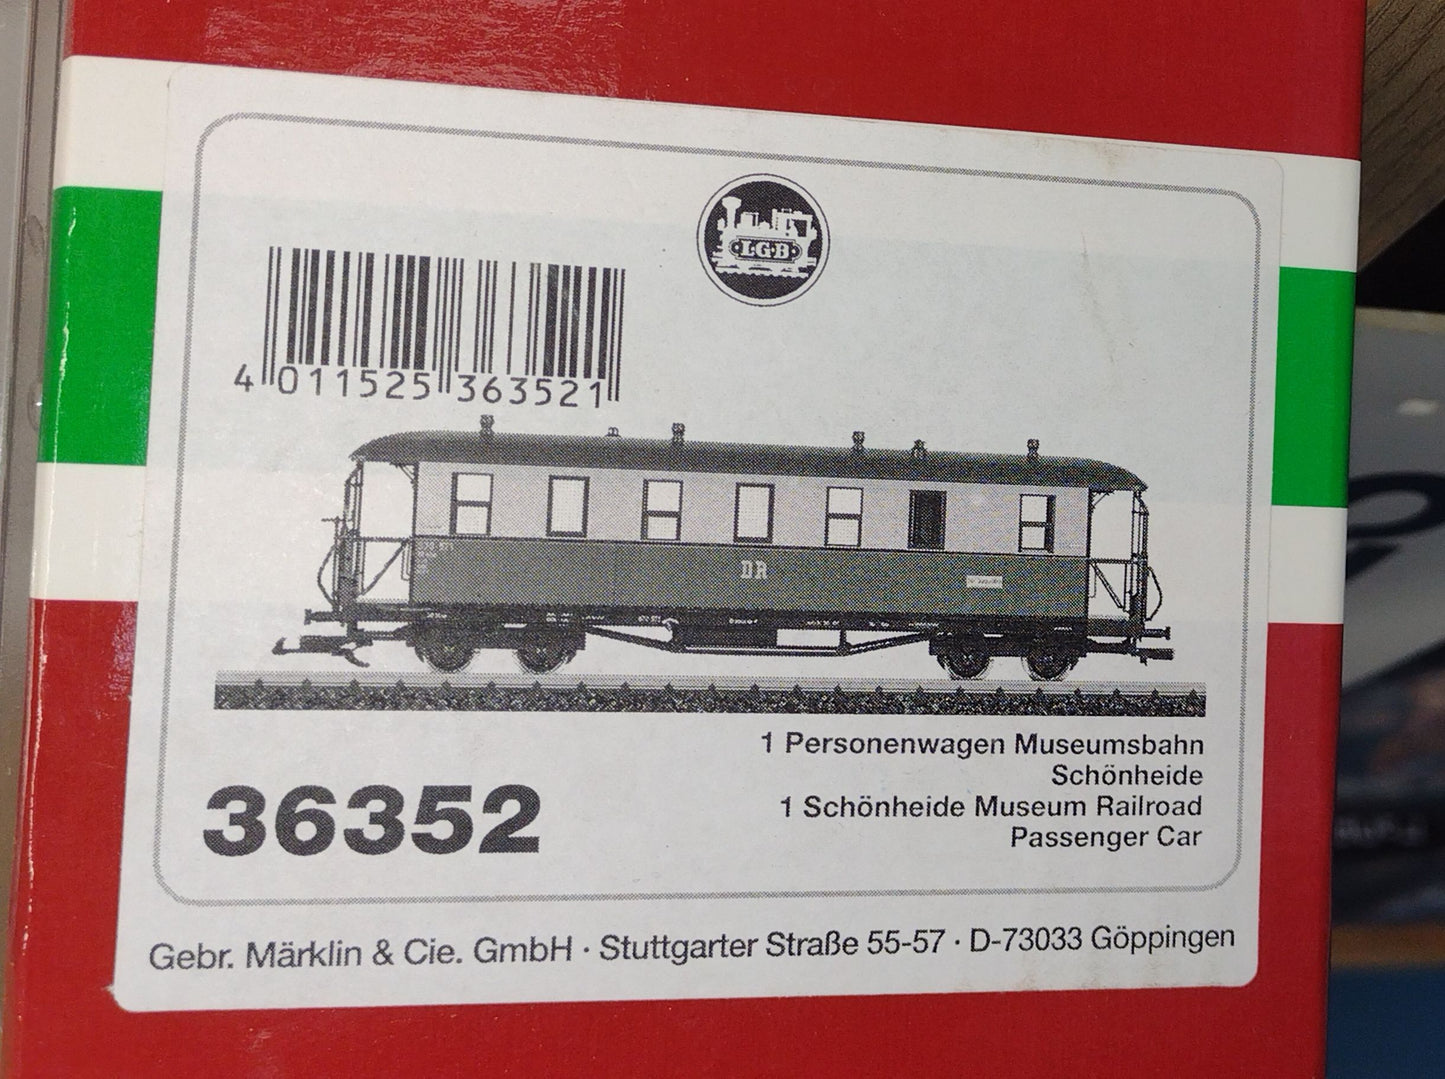 LGB
4 011525 363521
DR
1 Personenwagen Museumsbahn
Schönheide
1 Schönheide Museum Railroad
Passenger Car
36352
Gebr. Märklin & Cie. GmbH · Stuttgarter Straße 55-57 · D-73033 Göppingen